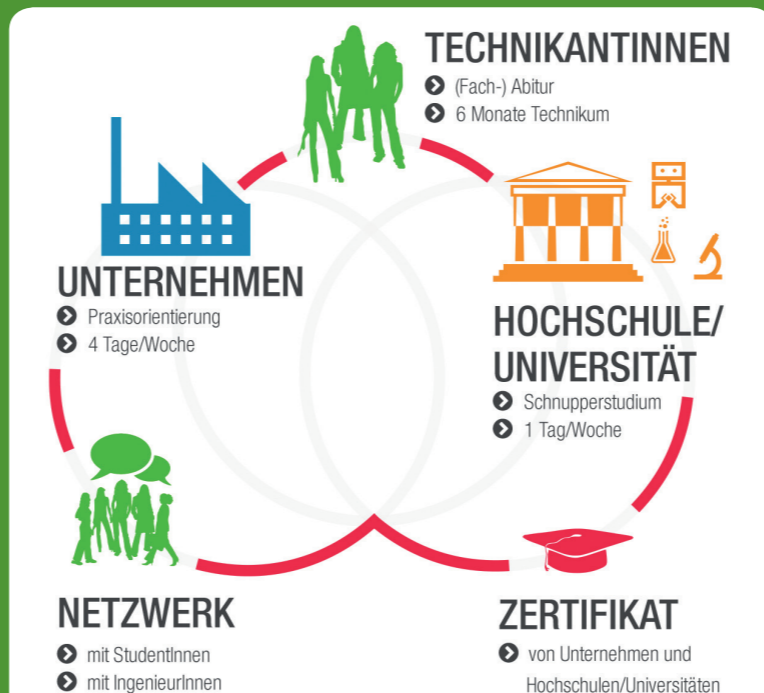 TECHNIKANTINNEN
(Fach-) Abitur
6 Monate Technikum
UNTERNEHMEN
Praxisorientierung
4 Tage/Woche
HOCHSCHULE/
UNIVERSITÄT
Schnupperstudium
1 Tag/Woche
NETZWERK
mit StudentInnen
mit IngenieurInnen
ZERTIFIKAT
von Unternehmen und
Hochschulen/Universitäten